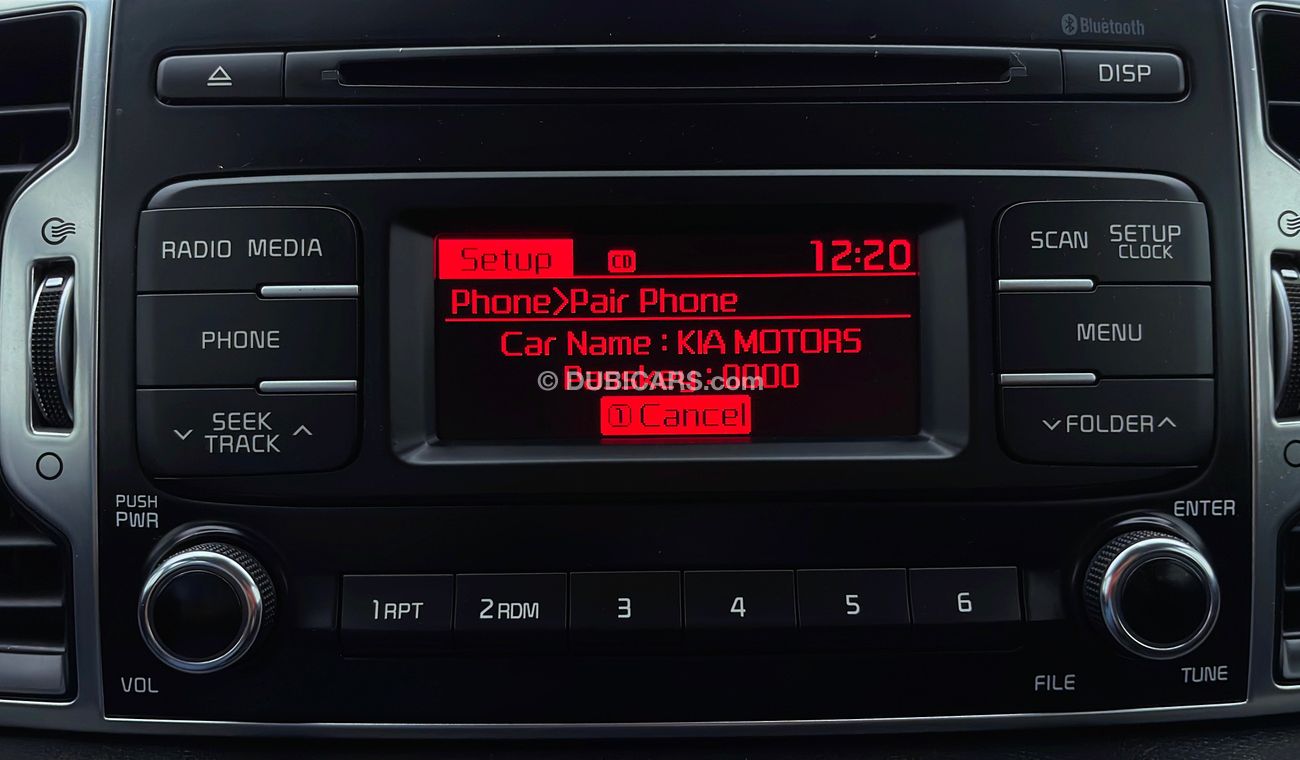 Bluetooth
DISP
RADIO MEDIA
SCAN SETUP
CLOCK
Setup CD 12:20
Phone>Pair Phone
PHONE
MENU
Car Name : KIA MOTORS
: 0000
© DUBICARS.com
1 Cancel
SEEK
TRACK
FOLDER
PUSH
PWR
ENTER
1 RPT 2 RDM 3 4 5 6
VOL
FILE
TUNE